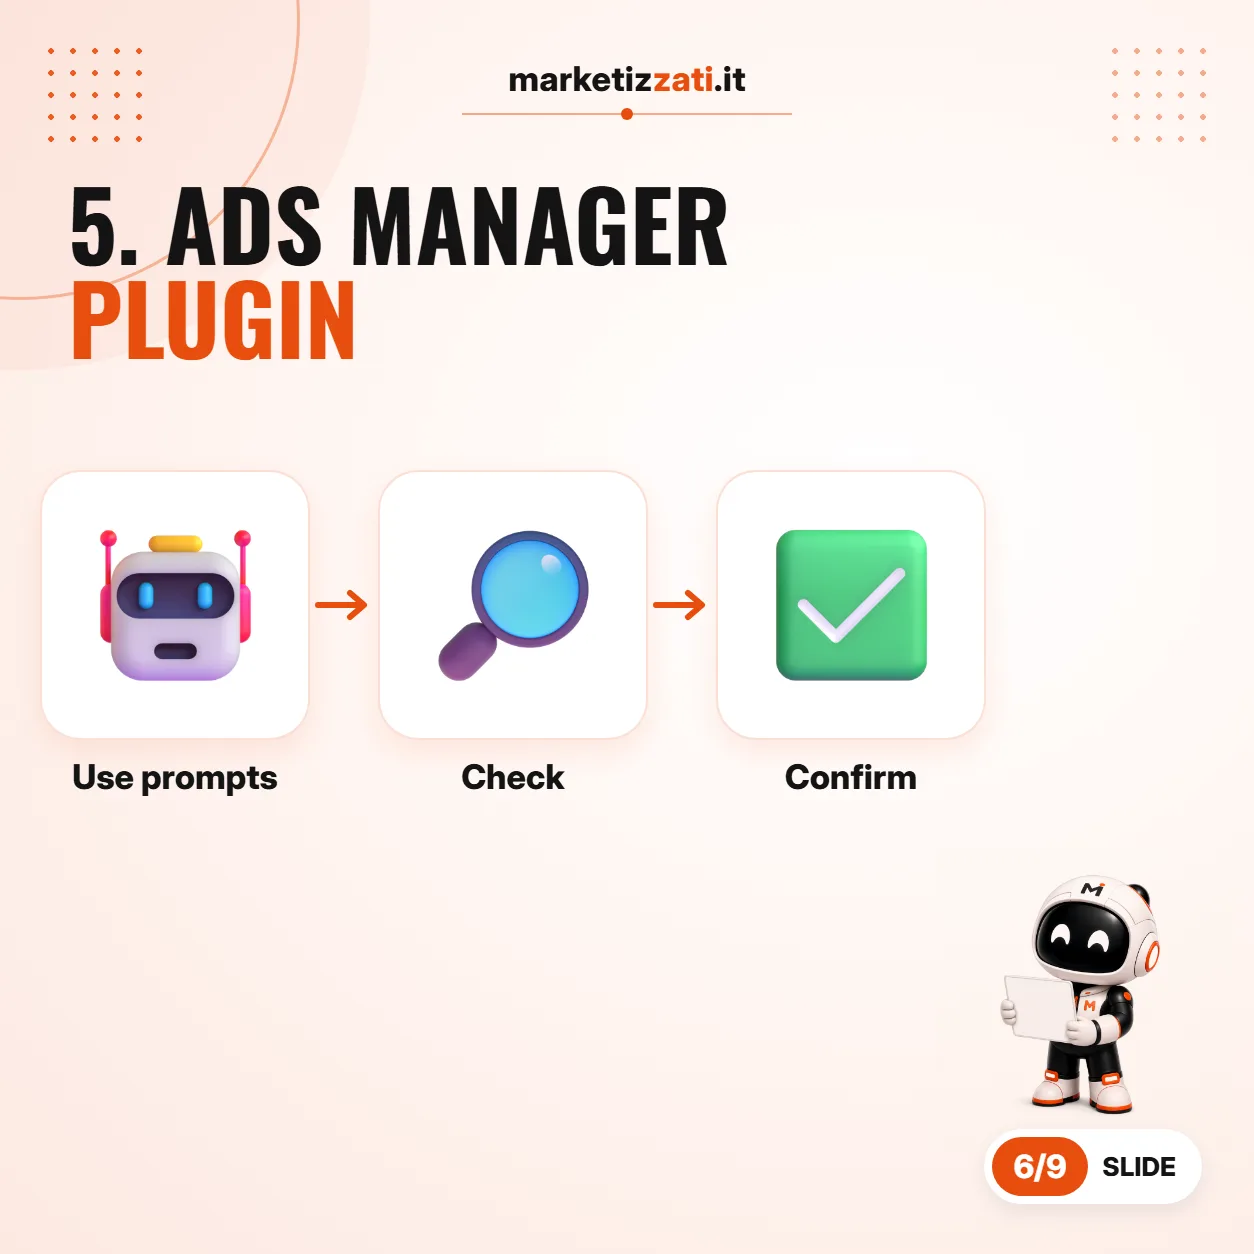 marketizzati.it
5. ADS MANAGER
PLUGIN
Use prompts
Check
Confirm
M
M
6/9 SLIDE